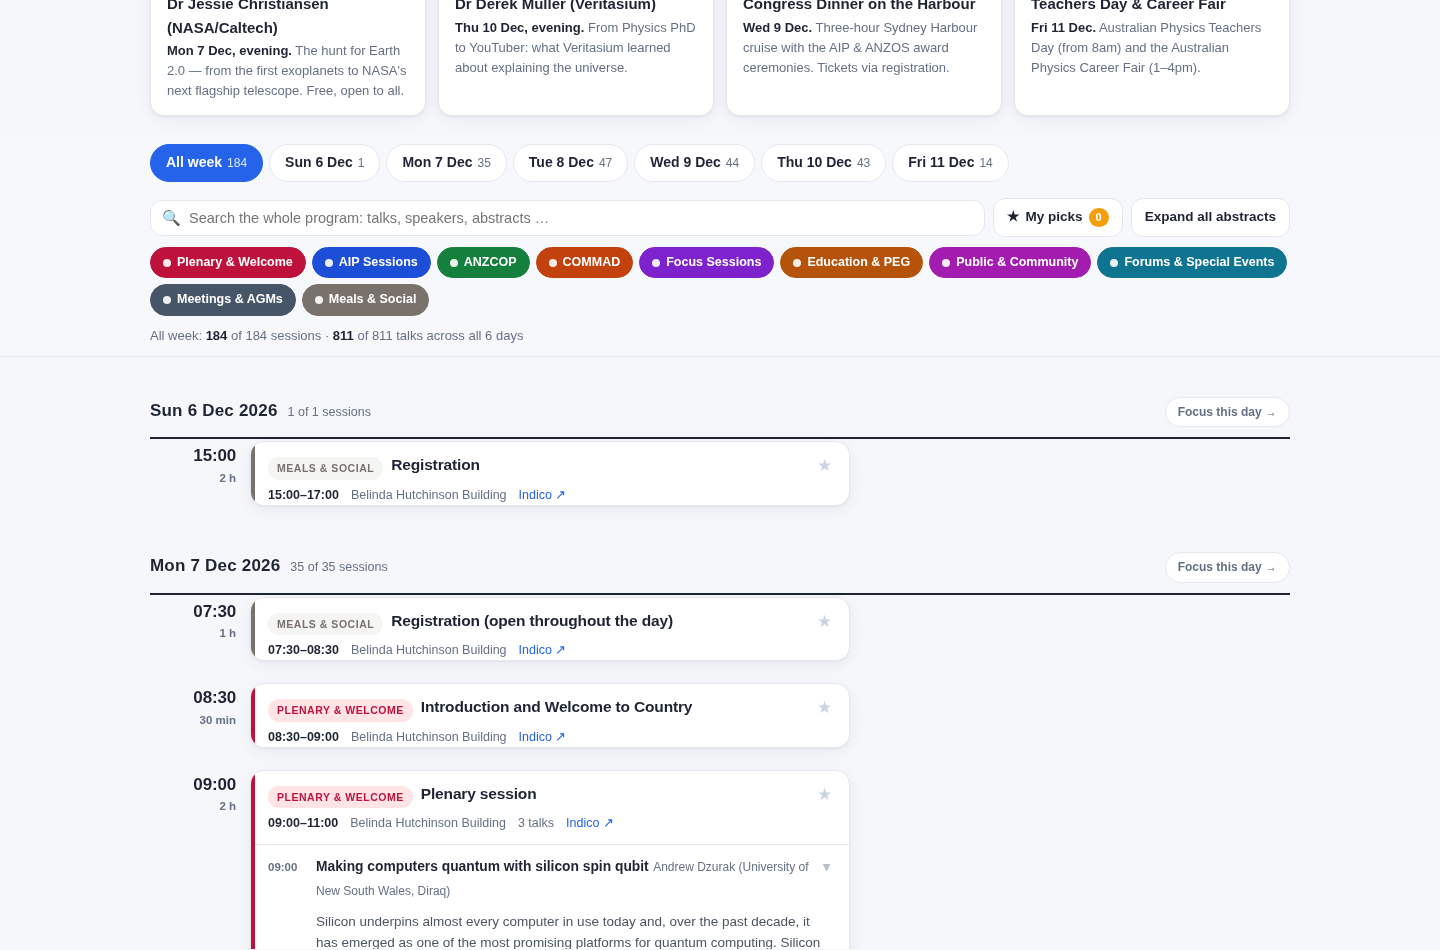 Dr Jessie Christiansen
(NASA/Caltech)
Mon 7 Dec, evening. The hunt for Earth
2.0 — from the first exoplanets to NASA's
next flagship telescope. Free, open to all.
Dr Derek Muller (Veritasium)
Thu 10 Dec, evening. From Physics PhD
to YouTuber: what Veritasium learned
about explaining the universe.
Congress Dinner on the Harbour
Wed 9 Dec. Three-hour Sydney Harbour
cruise with the AIP & ANZOS award
ceremonies. Tickets via registration.
Teachers Day & Career Fair
Fri 11 Dec. Australian Physics Teachers
Day (from 8am) and the Australian
Physics Career Fair (1–4pm).
All week 184 Sun 6 Dec 1 Mon 7 Dec 35 Tue 8 Dec 47 Wed 9 Dec 44 Thu 10 Dec 43 Fri 11 Dec 14
🔍 Search the whole program: talks, speakers, abstracts … ★ My picks 0 Expand all abstracts
Plenary & Welcome AIP Sessions ANZCOP COMMAD Focus Sessions Education & PEG Public & Community Forums & Special Events
Meetings & AGMs Meals & Social
All week: 184 of 184 sessions · 811 of 811 talks across all 6 days
Sun 6 Dec 2026 1 of 1 sessions Focus this day →
15:00 MEALS & SOCIAL Registration ★
2 h
15:00–17:00 Belinda Hutchinson Building Indico ↗
Mon 7 Dec 2026 35 of 35 sessions Focus this day →
07:30 MEALS & SOCIAL Registration (open throughout the day) ★
1 h
07:30–08:30 Belinda Hutchinson Building Indico ↗
08:30 PLENARY & WELCOME Introduction and Welcome to Country ★
30 min
08:30–09:00 Belinda Hutchinson Building Indico ↗
09:00 PLENARY & WELCOME Plenary session ★
2 h
09:00–11:00 Belinda Hutchinson Building 3 talks Indico ↗
09:00 Making computers quantum with silicon spin qubit Andrew Dzurak (University of ▼
New South Wales, Diraq)
Silicon underpins almost every computer in use today and, over the past decade, it
has emerged as one of the most promising platforms for quantum computing. Silicon